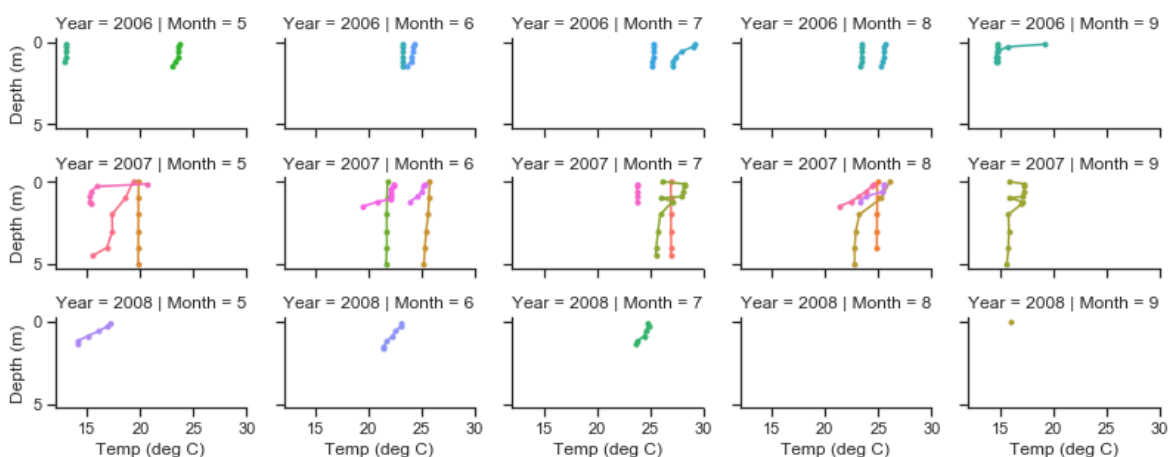 Year = 2006 | Month = 5 Year = 2006 | Month = 6 Year = 2006 | Month = 7 Year = 2006 | Month = 8 Year = 2006 | Month = 9
0
Depth (m)
5
Year = 2007 | Month = 5 Year = 2007 | Month = 6 Year = 2007 | Month = 7 Year = 2007 | Month = 8 Year = 2007 | Month = 9
0
Depth (m)
5
Year = 2008 | Month = 5 Year = 2008 | Month = 6 Year = 2008 | Month = 7 Year = 2008 | Month = 8 Year = 2008 | Month = 9
0
Depth (m)
5
15 20 25 30 15 20 25 30 15 20 25 30 15 20 25 30 15 20 25 30
Temp (deg C) Temp (deg C) Temp (deg C) Temp (deg C) Temp (deg C)